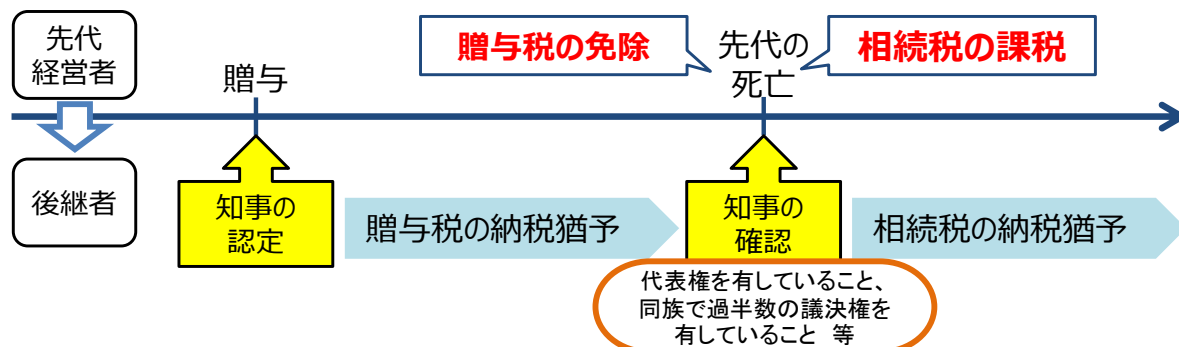 先代
経営者
贈与
贈与税の免除
先代の
死亡
相続税の課税
後継者
知事の
認定
贈与税の納税猶予
知事の
確認
相続税の納税猶予
代表権を有していること、
同族で過半数の議決権を
有していること 等